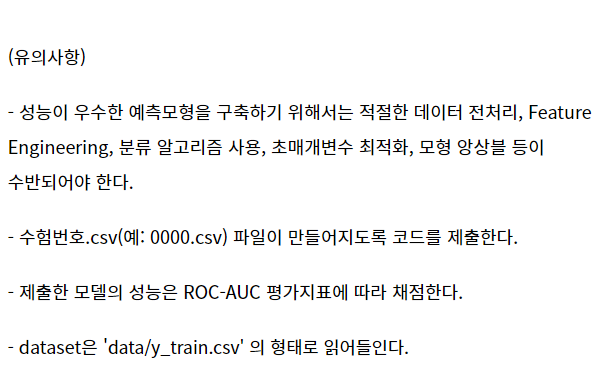 (유의사항)
- 성능이 우수한 예측모형을 구축하기 위해서는 적절한 데이터 전처리, Feature
Engineering, 분류 알고리즘 사용, 초매개변수 최적화, 모형 앙상블 등이
수반되어야 한다.
- 수험번호.csv(예: 0000.csv) 파일이 만들어지도록 코드를 제출한다.
- 제출한 모델의 성능은 ROC-AUC 평가지표에 따라 채점한다.
- dataset은 'data/y_train.csv' 의 형태로 읽어들인다.